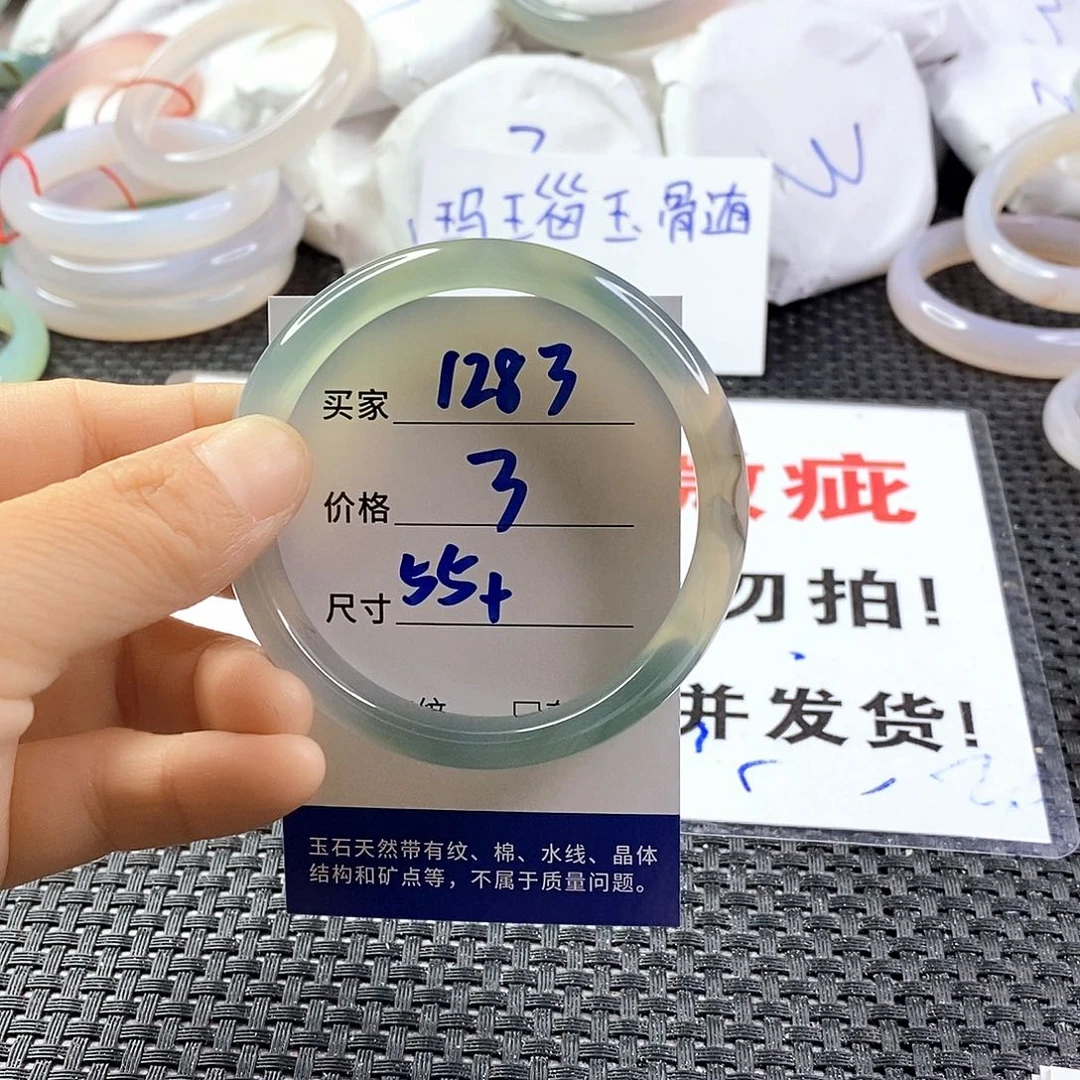 玛瑙玉骨髓
买家 1283
价格 3
尺寸 55+
玉石天然带有纹、棉、水线、晶体
结构和矿点等，不属于质量问题。
疵
勿拍！
并发货！